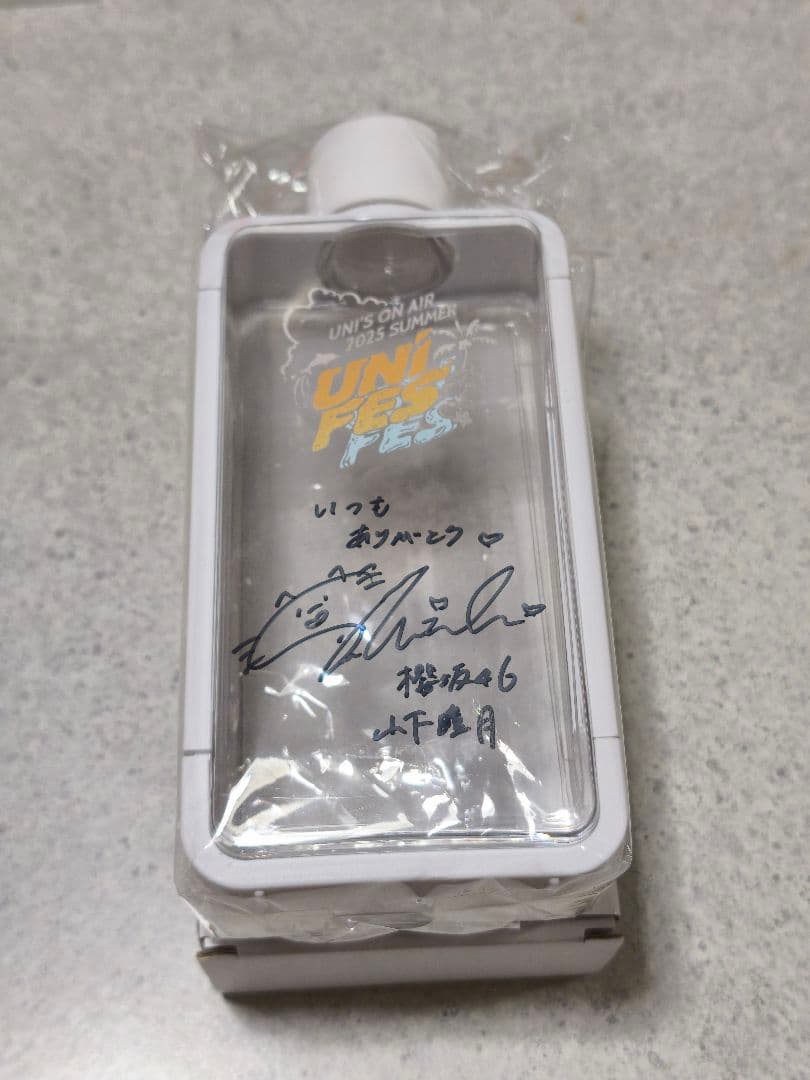 UNI'S ON AIR
2025 SUMMER
UNI
FES
FES
いつも
ありがとう♡
櫻坂46
山下瞳月